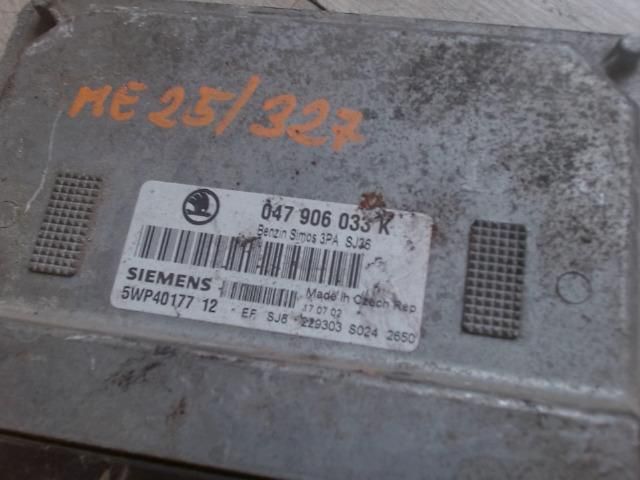 ME 25/327
047 906 033 K
Benzin Simos 3PA SJ36
SIEMENS
Made in Czech Rep
5WP40177 12
17 07 02
EF SJ8 - 229303 S024 2650